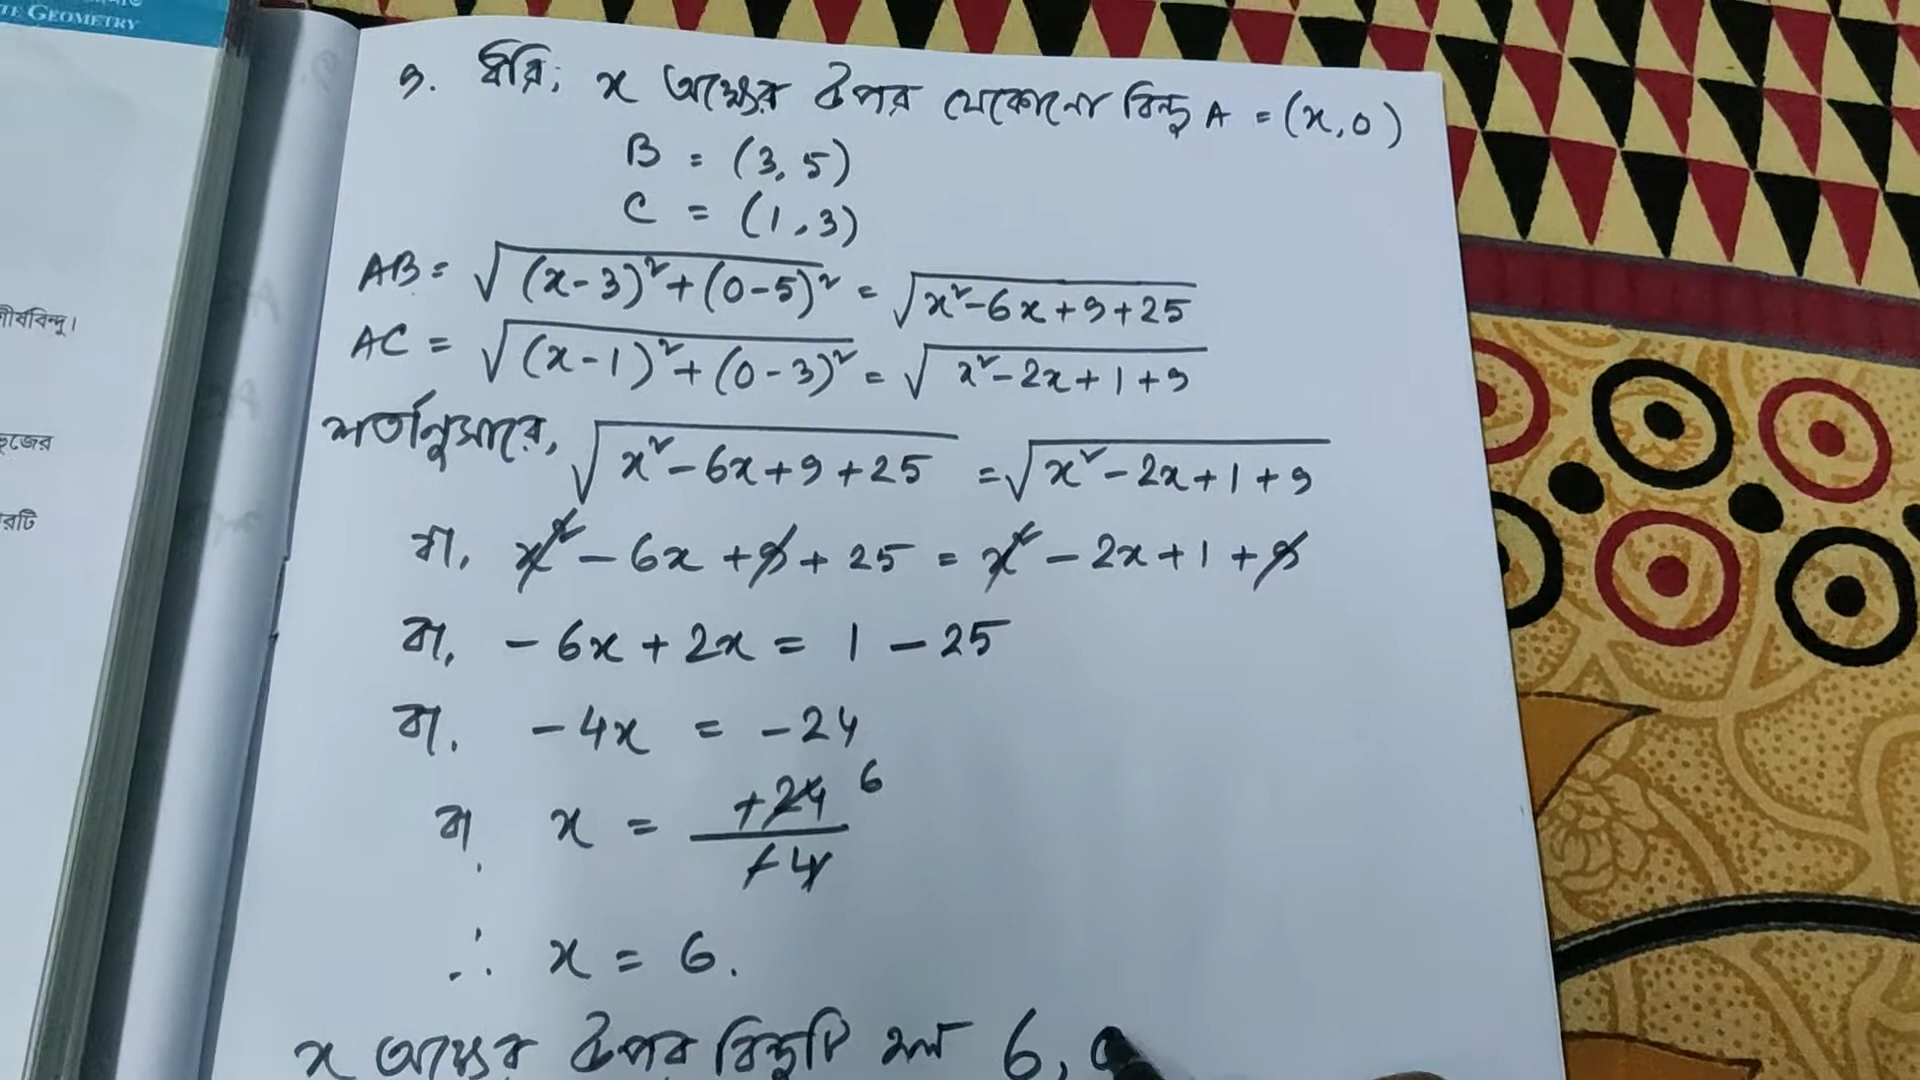 TE GEOMETRY
শীর্ষবিন্দু।
৭. ধরি, x অক্ষের উপর যেকোনো বিন্দু A = (x, 0)
B = (3, 5)
C = (1, 3)
AB = √(x-3)²+(0-5)² = √x²-6x+9+25
AC = √(x-1)²+(0-3)² = √x²-2x+1+9
শর্তানুসারে, √x²-6x+9+25 = √x²-2x+1+9
বা, x²-6x+9+25 = x²-2x+1+9
বা, -6x+2x = 1-25
বা, -4x = -24
বা, x = +24/+4 6
∴ x = 6.
x অক্ষের উপর বিন্দুটি হল 6, 0